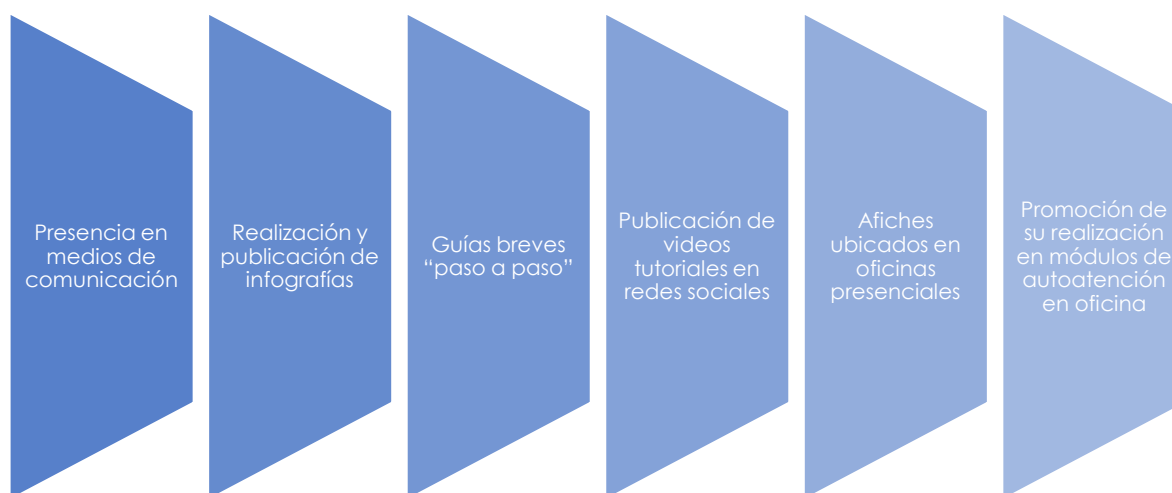 Presencia en
medios de
comunicación
Realización y
publicación de
infografías
Guías breves
“paso a paso”
Publicación de
videos
tutoriales en
redes sociales
Afiches
ubicados en
oficinas
presenciales
Promoción de
su realización
en módulos de
autoatención
en oficina